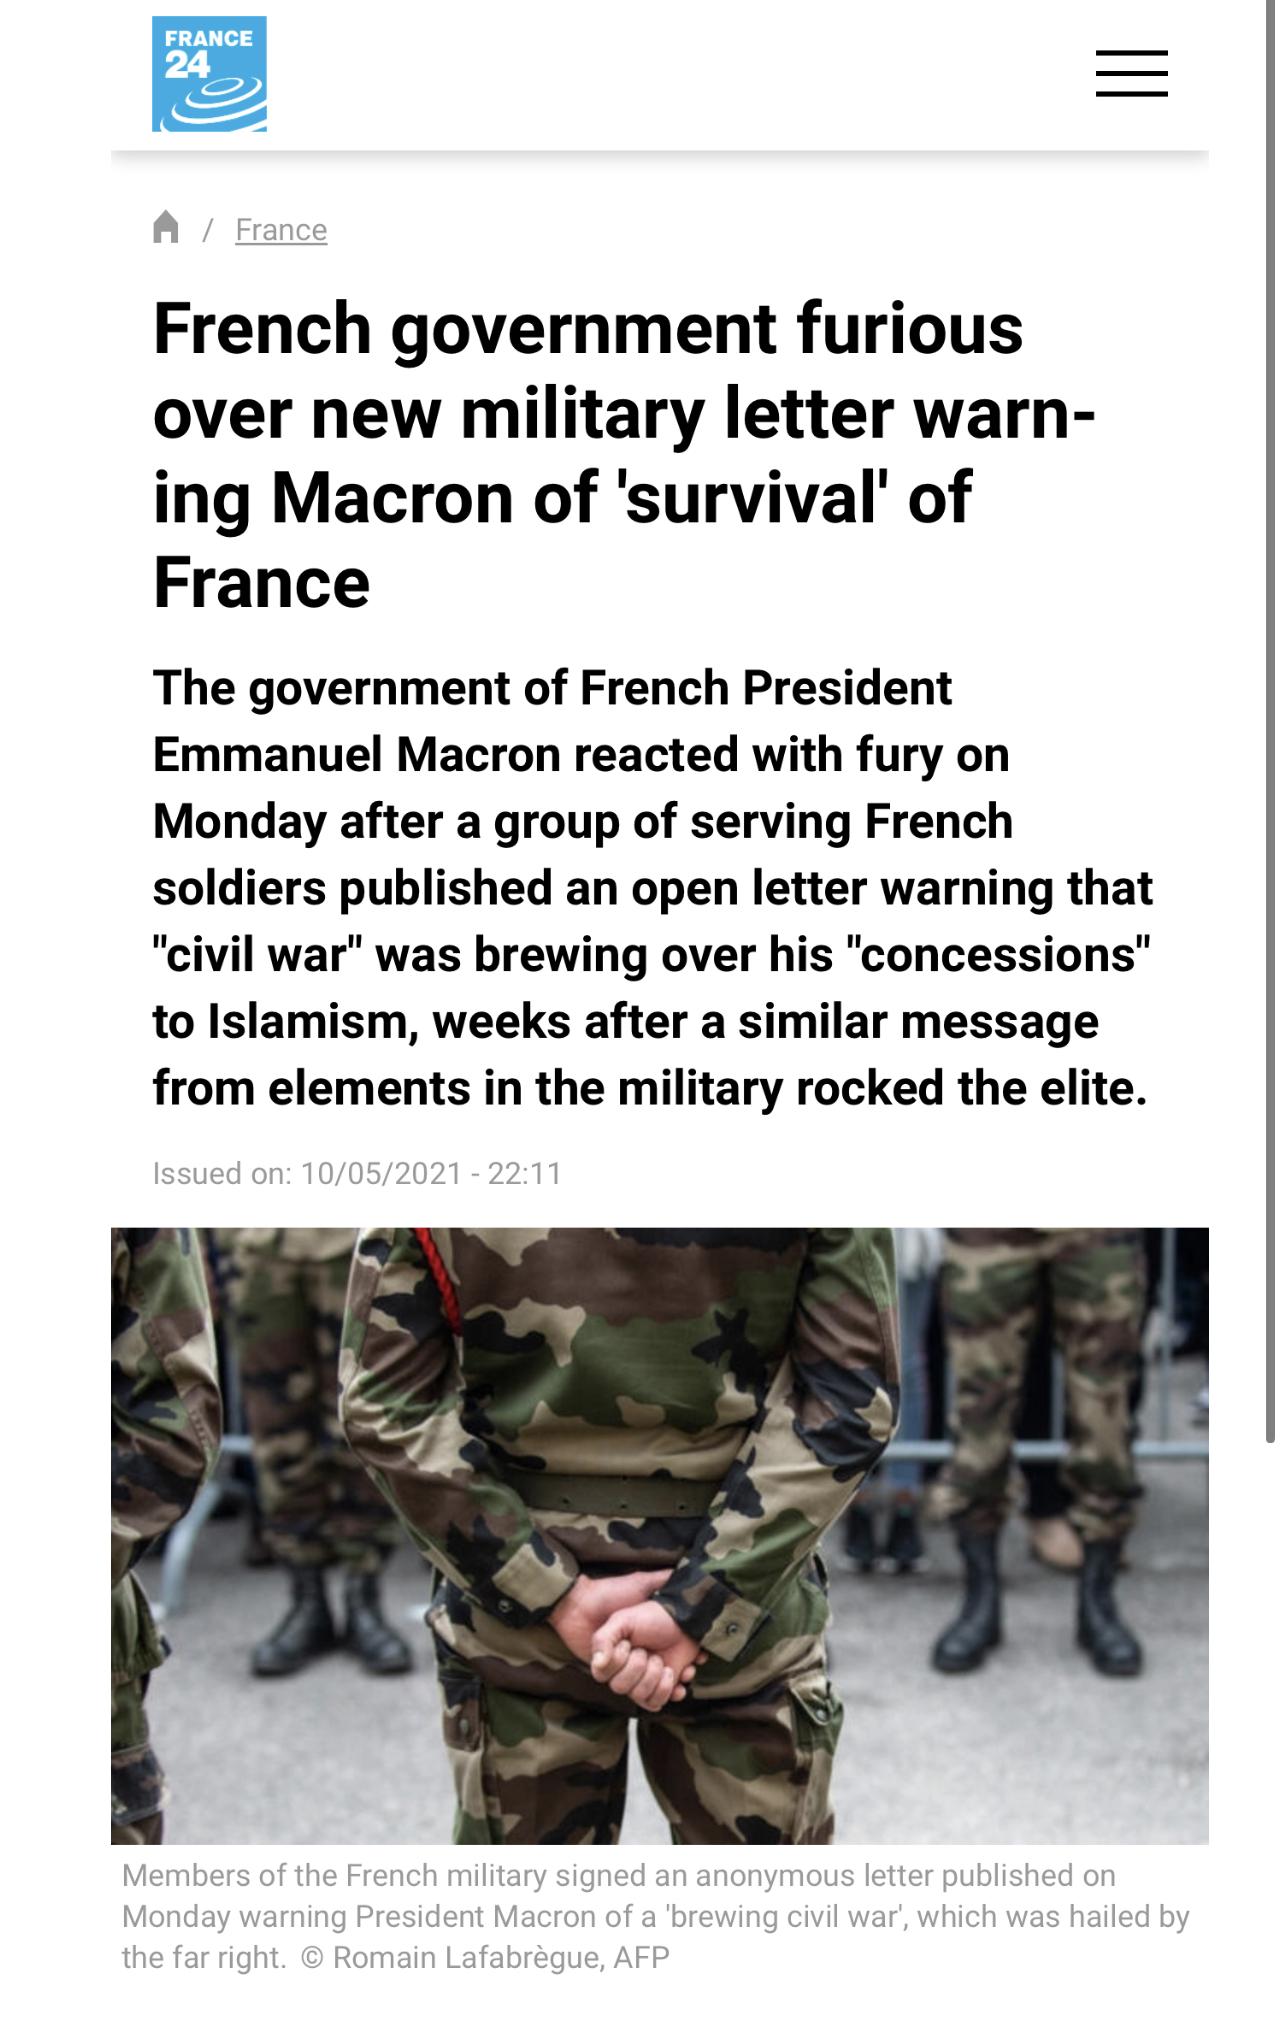 FRANCE
24
/ France
French government furious
over new military letter warn-
ing Macron of 'survival' of
France
The government of French President
Emmanuel Macron reacted with fury on
Monday after a group of serving French
soldiers published an open letter warning that
"civil war" was brewing over his "concessions"
to Islamism, weeks after a similar message
from elements in the military rocked the elite.
Issued on: 10/05/2021 - 22:11
Members of the French military signed an anonymous letter published on
Monday warning President Macron of a 'brewing civil war', which was hailed by
the far right. © Romain Lafabrègue, AFP